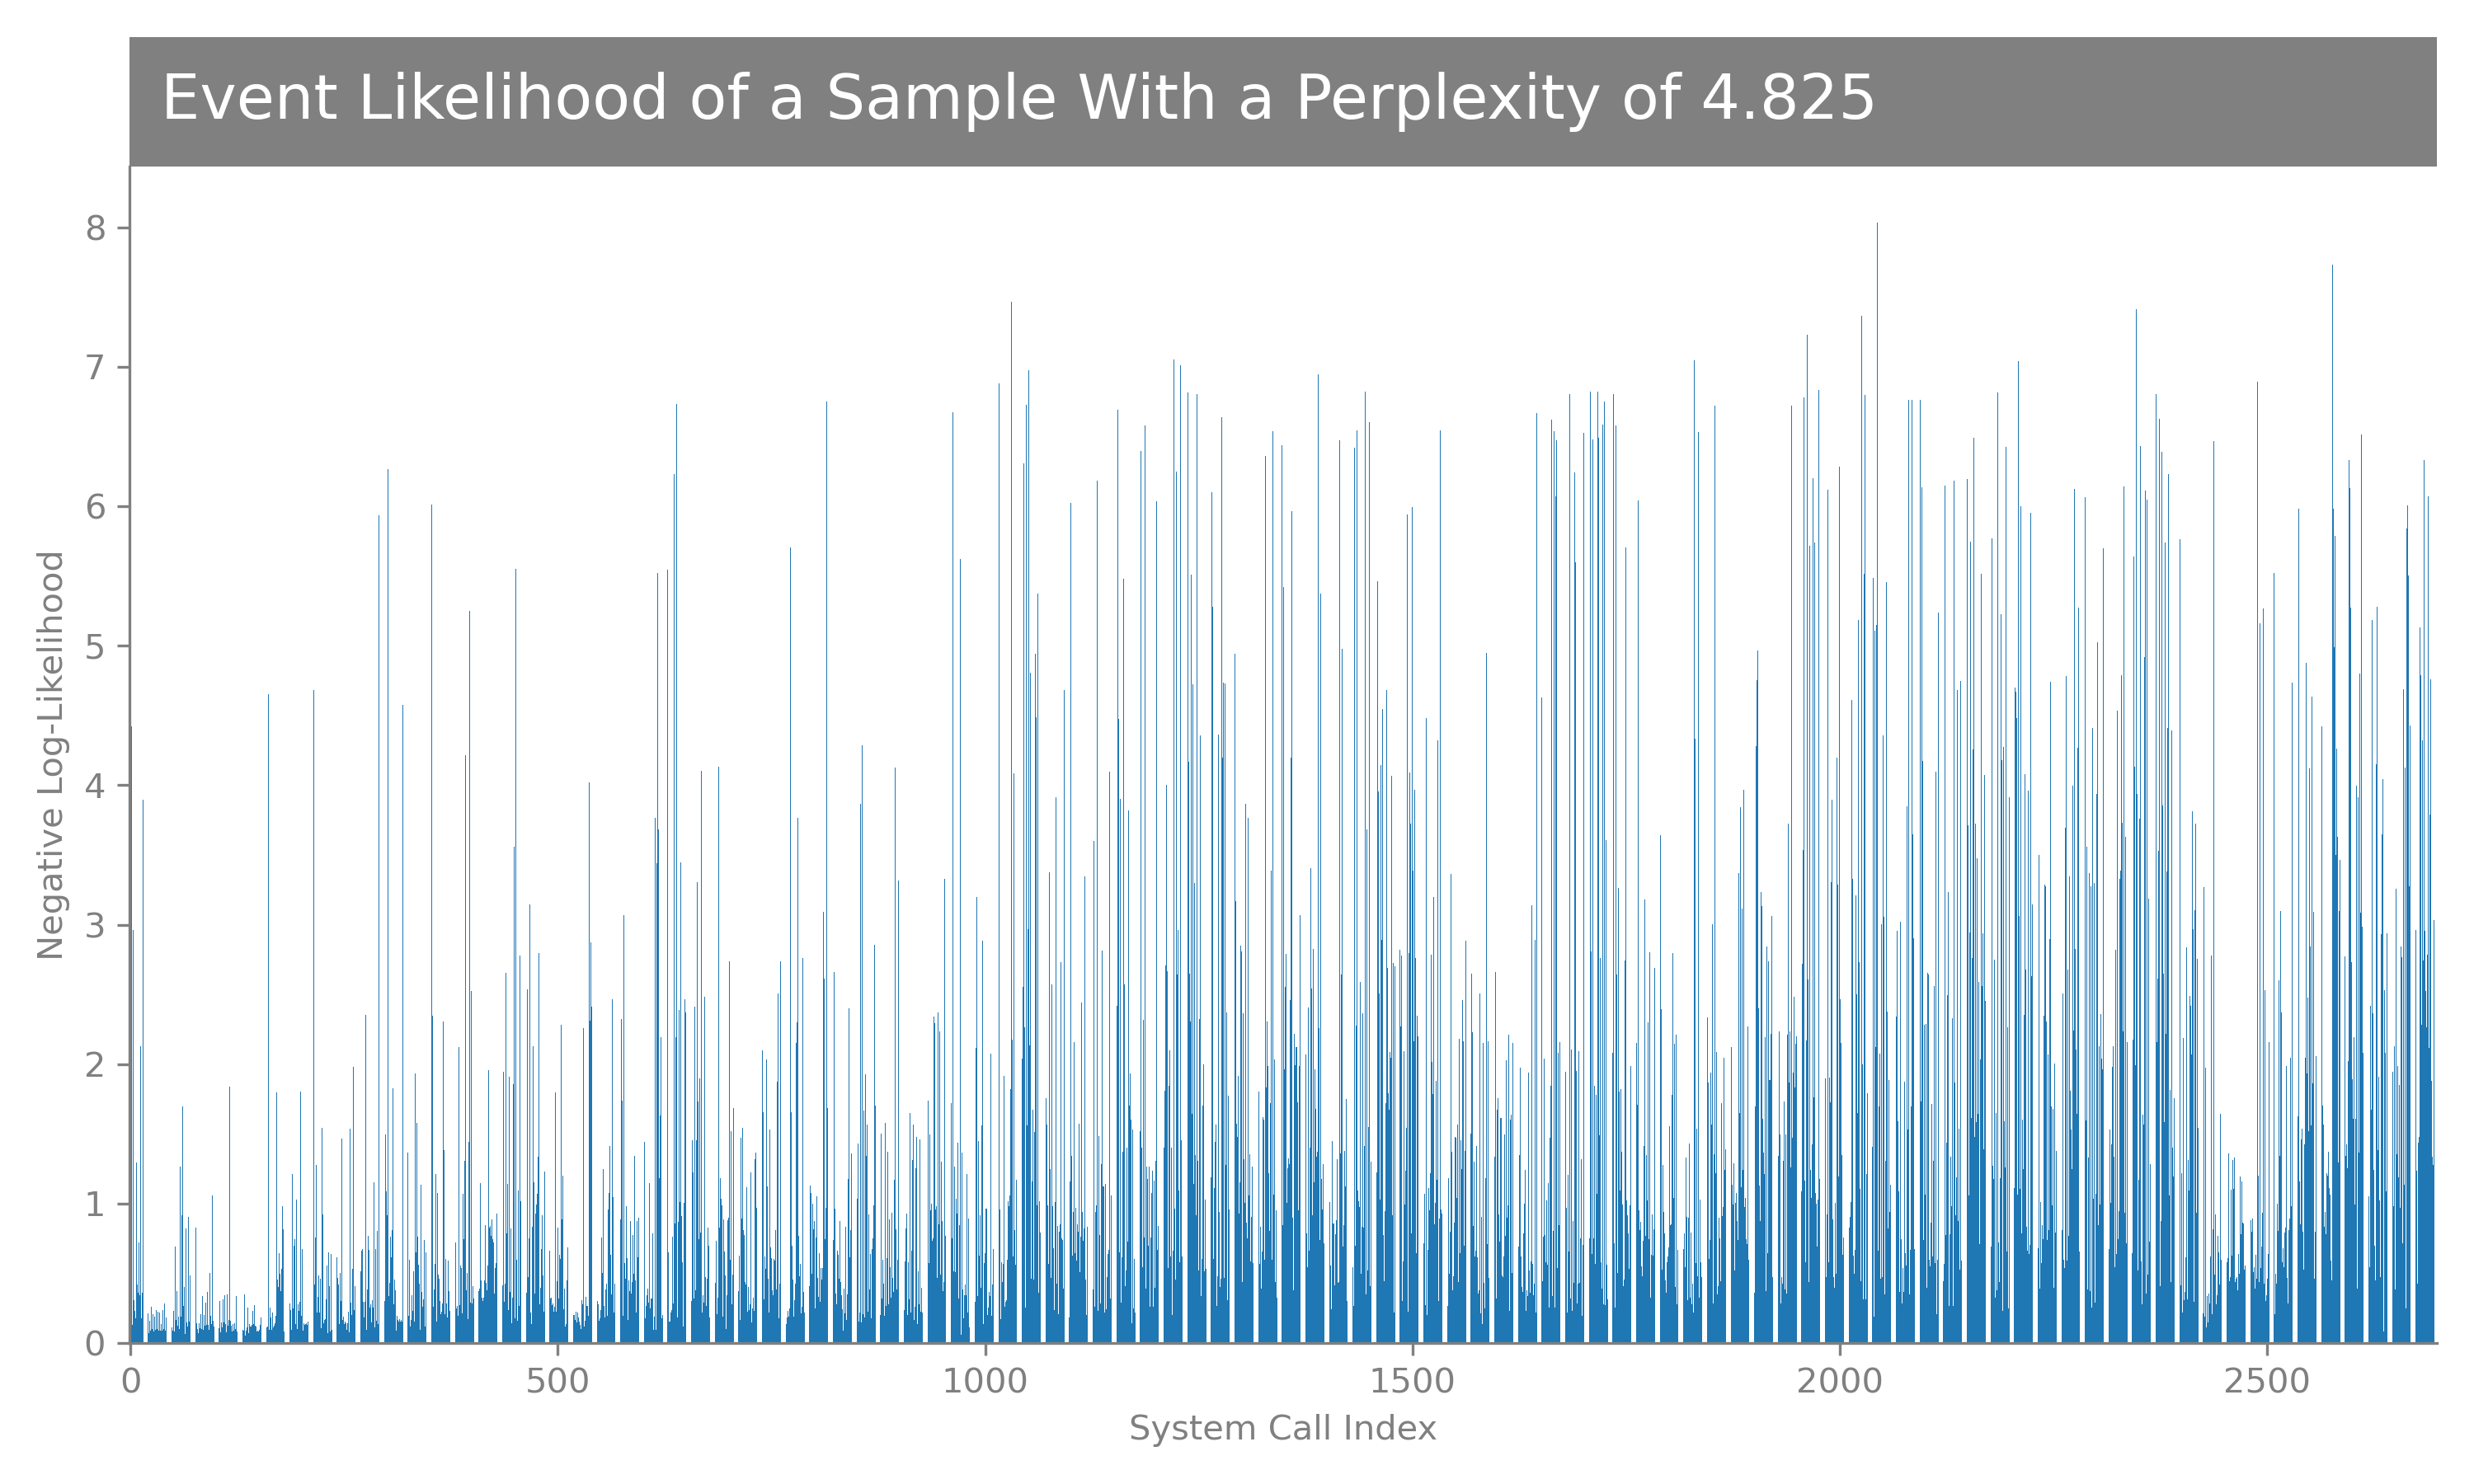 Event Likelihood of a Sample With a Perplexity of 4.825
8
7
6
5
4
3
2
1
0
Negative Log-Likelihood
0 500 1000 1500 2000 2500
System Call Index